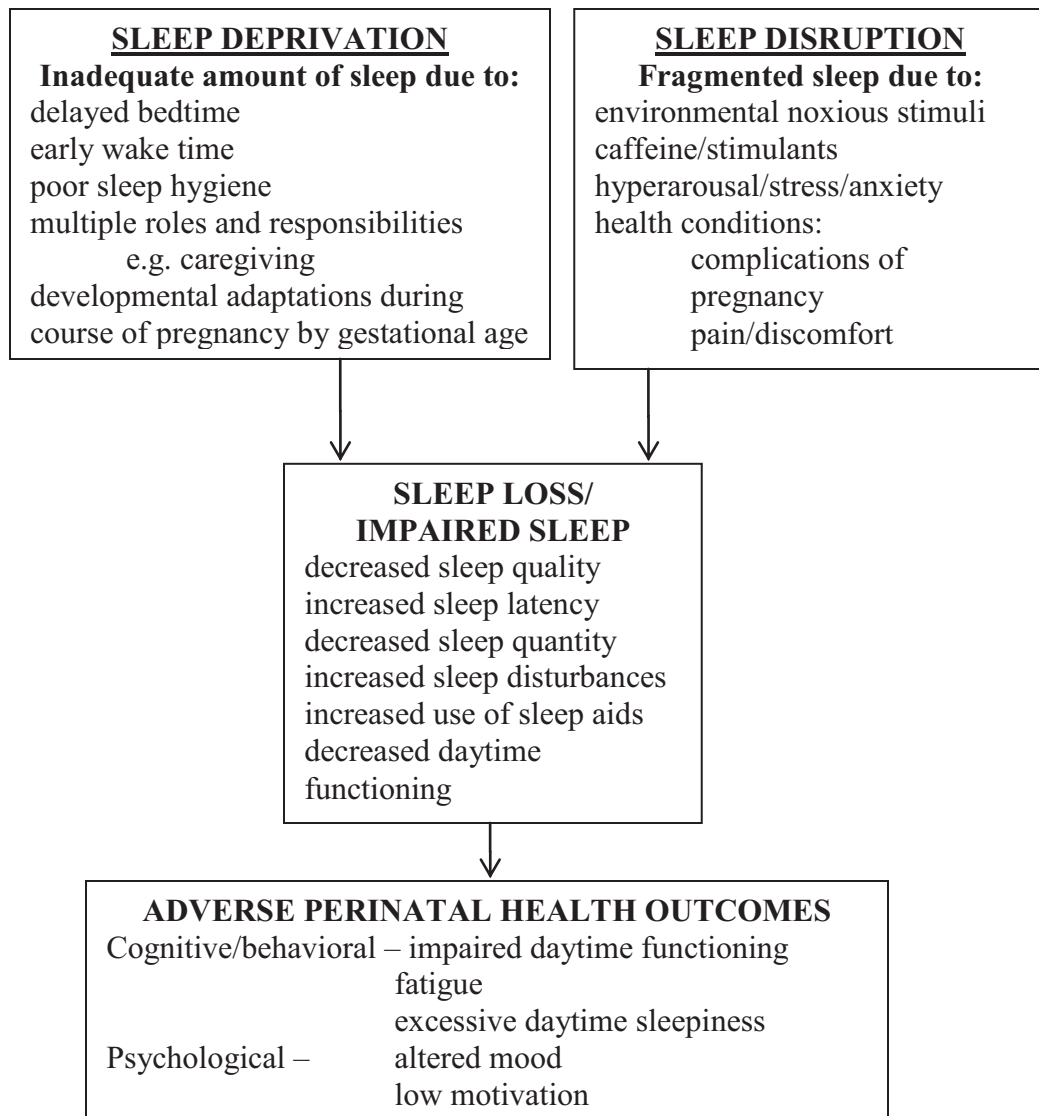 SLEEP DEPRIVATION
Inadequate amount of sleep due to:
delayed bedtime
early wake time
poor sleep hygiene
multiple roles and responsibilities
e.g. caregiving
developmental adaptations during
course of pregnancy by gestational age
SLEEP DISRUPTION
Fragmented sleep due to:
environmental noxious stimuli
caffeine/stimulants
hyperarousal/stress/anxiety
health conditions:
complications of
pregnancy
pain/discomfort
SLEEP LOSS/
IMPAIRED SLEEP
decreased sleep quality
increased sleep latency
decreased sleep quantity
increased sleep disturbances
increased use of sleep aids
decreased daytime
functioning
ADVERSE PERINATAL HEALTH OUTCOMES
Cognitive/behavioral – impaired daytime functioning
fatigue
excessive daytime sleepiness
Psychological – altered mood
low motivation